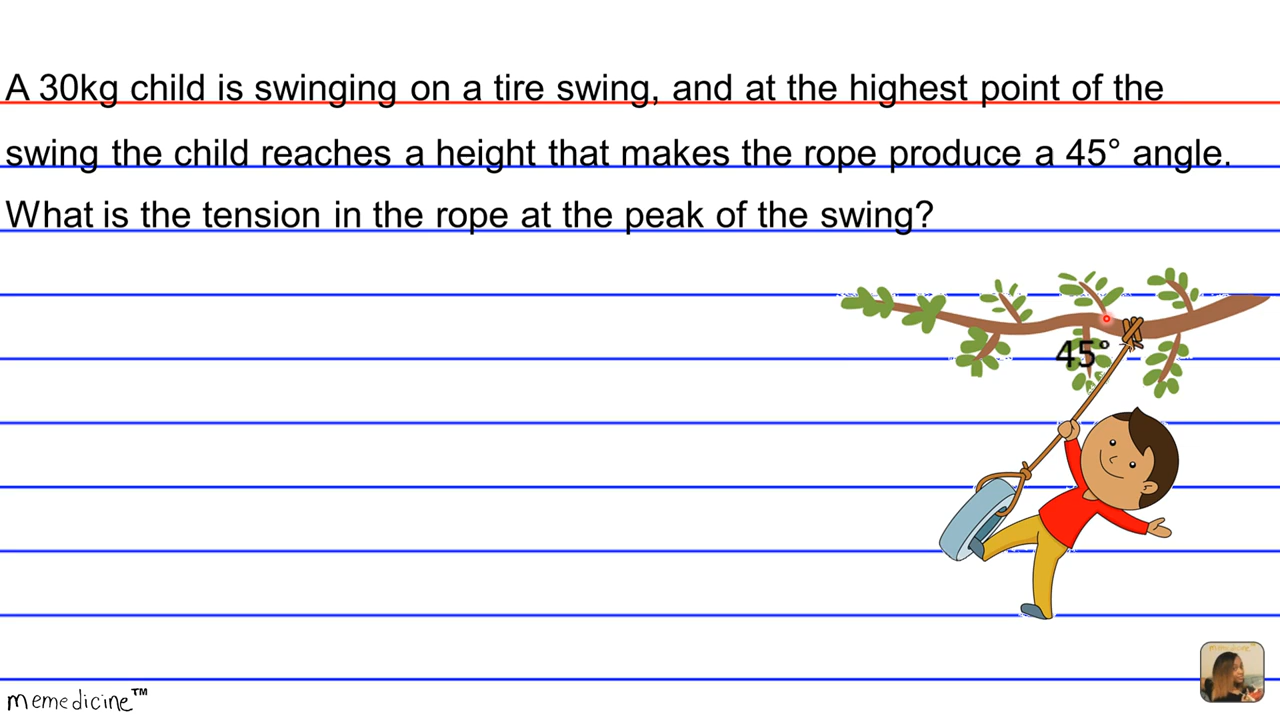 A 30kg child is swinging on a tire swing, and at the highest point of the
swing the child reaches a height that makes the rope produce a 45° angle.
What is the tension in the rope at the peak of the swing?
45°
memedicine™